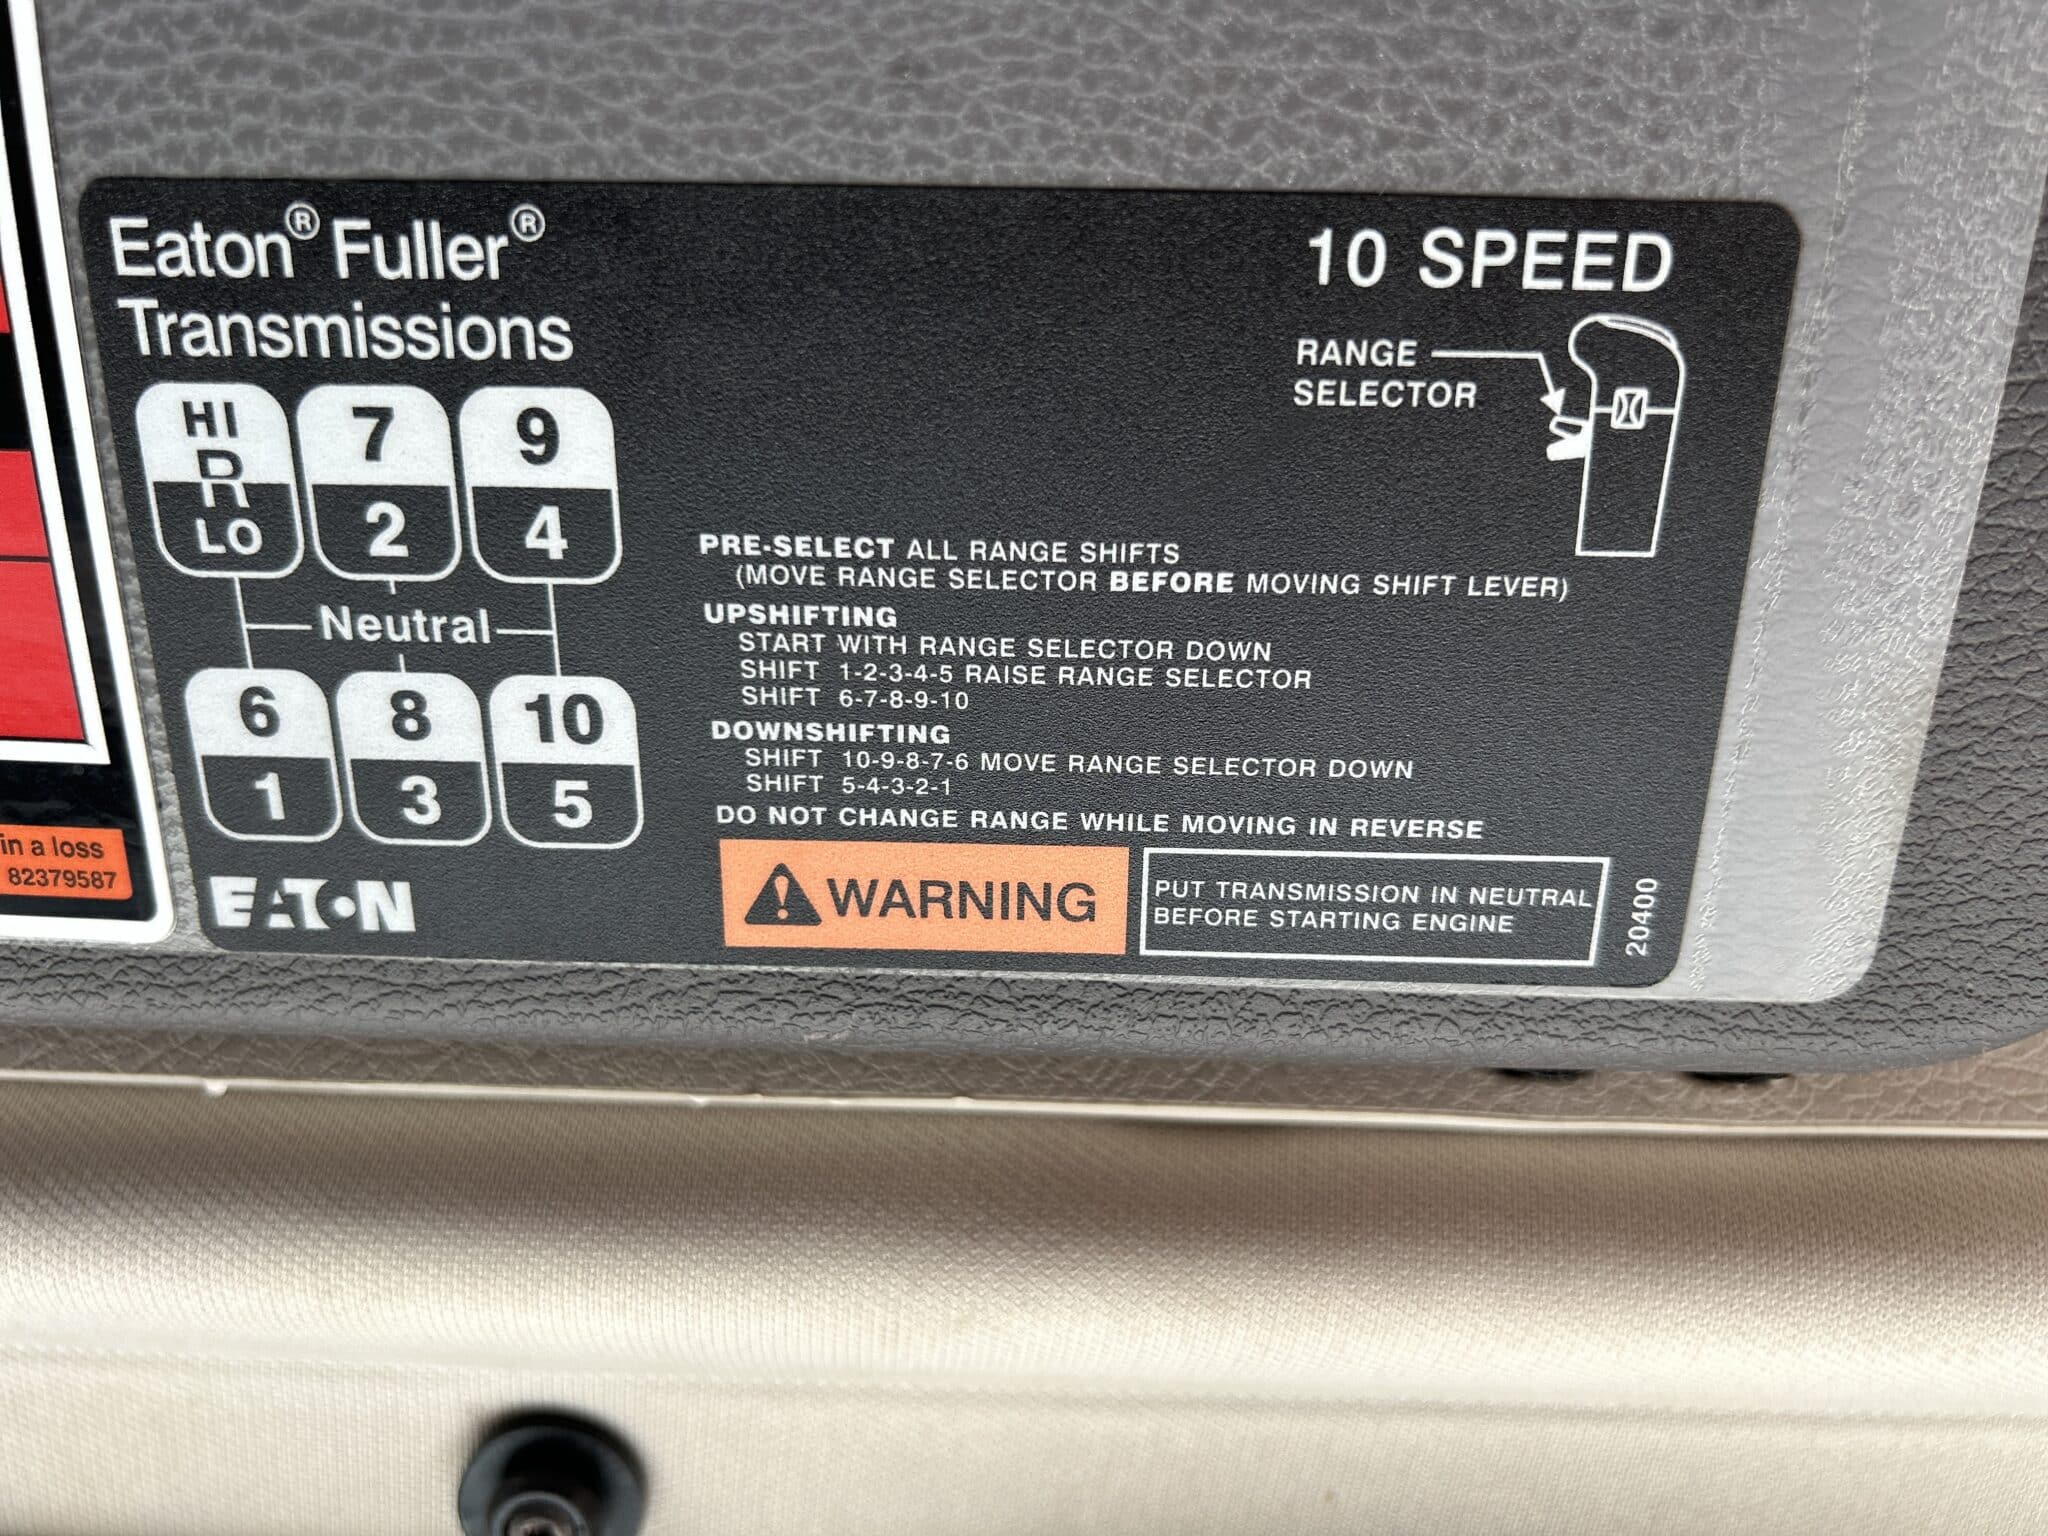 Eaton® Fuller®
Transmissions
10 SPEED
RANGE
SELECTOR
HI
R
LO
7
2
9
4
Neutral
6
1
8
3
10
5
EATON
PRE-SELECT ALL RANGE SHIFTS
(MOVE RANGE SELECTOR BEFORE MOVING SHIFT LEVER)
UPSHIFTING
START WITH RANGE SELECTOR DOWN
SHIFT 1-2-3-4-5 RAISE RANGE SELECTOR
SHIFT 6-7-8-9-10
DOWNSHIFTING
SHIFT 10-9-8-7-6 MOVE RANGE SELECTOR DOWN
SHIFT 5-4-3-2-1
DO NOT CHANGE RANGE WHILE MOVING IN REVERSE
WARNING
PUT TRANSMISSION IN NEUTRAL
BEFORE STARTING ENGINE
20400
in a loss
82379587